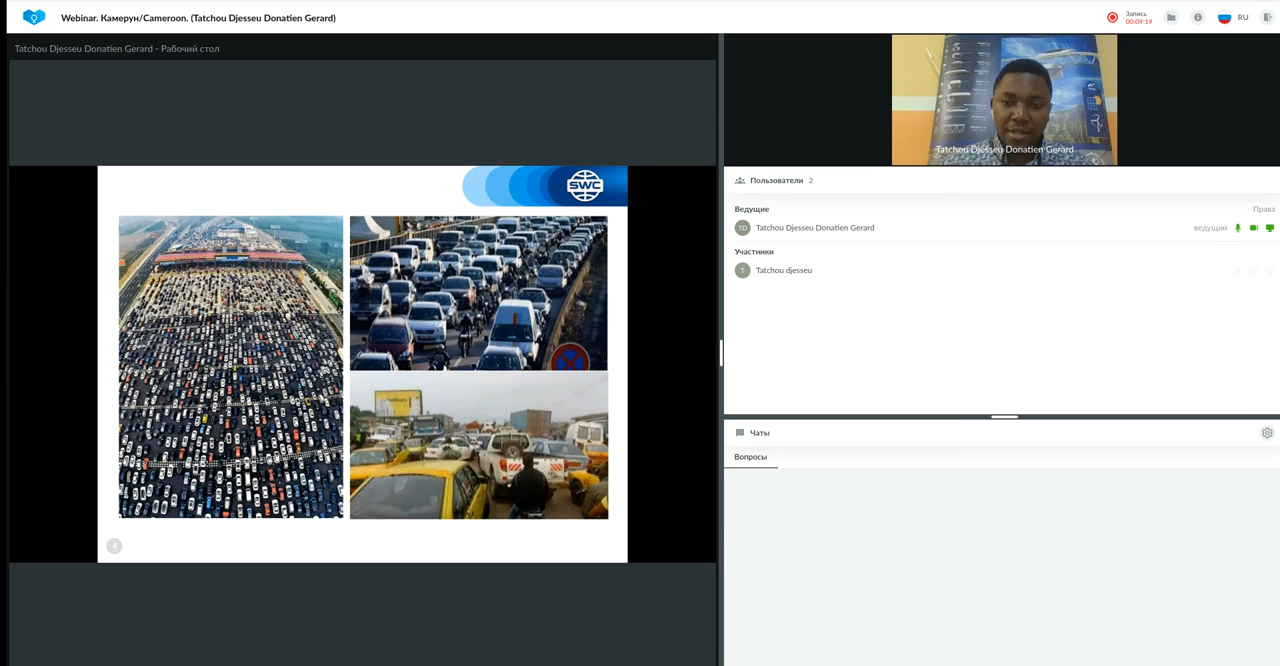 Webinar. Камерун/Cameroon. (Tatchou Djesseu Donatien Gerard)
Запись
00:09:19
RU
Tatchou Djesseu Donatien Gerard - Рабочий стол
SWC
4
Tatchou Djesseu Donatien Gerard
Пользователи 2
Ведущие Права
TD Tatchou Djesseu Donatien Gerard ведущий
Участники
T Tatchou djesseu
Чаты
Вопросы